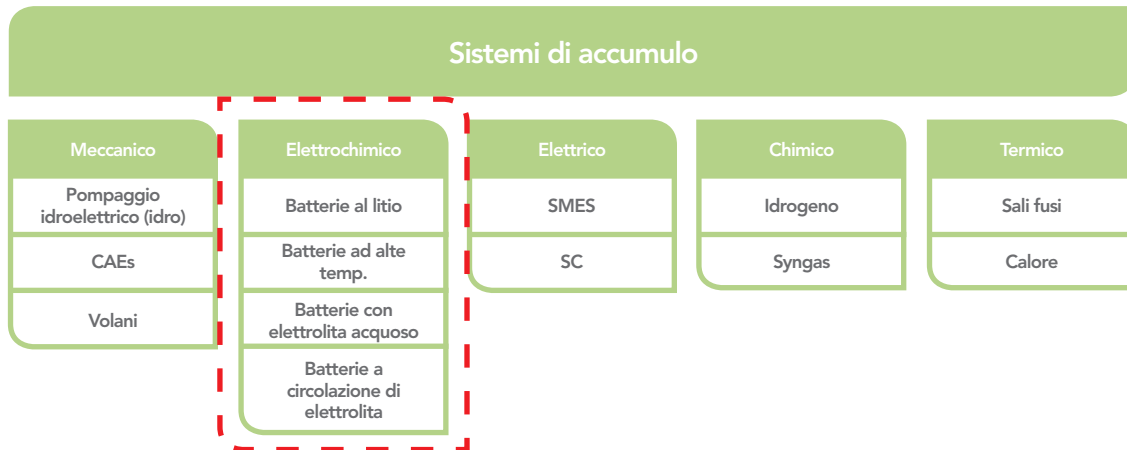 Sistemi di accumulo
Meccanico
Pompaggio
idroelettrico (idro)
CAEs
Volani
Elettrochimico
Batterie al litio
Batterie ad alte
temp.
Batterie con
elettrolita acquoso
Batterie a
circolazione di
elettrolita
Elettrico
SMES
SC
Chimico
Idrogeno
Syngas
Termico
Sali fusi
Calore